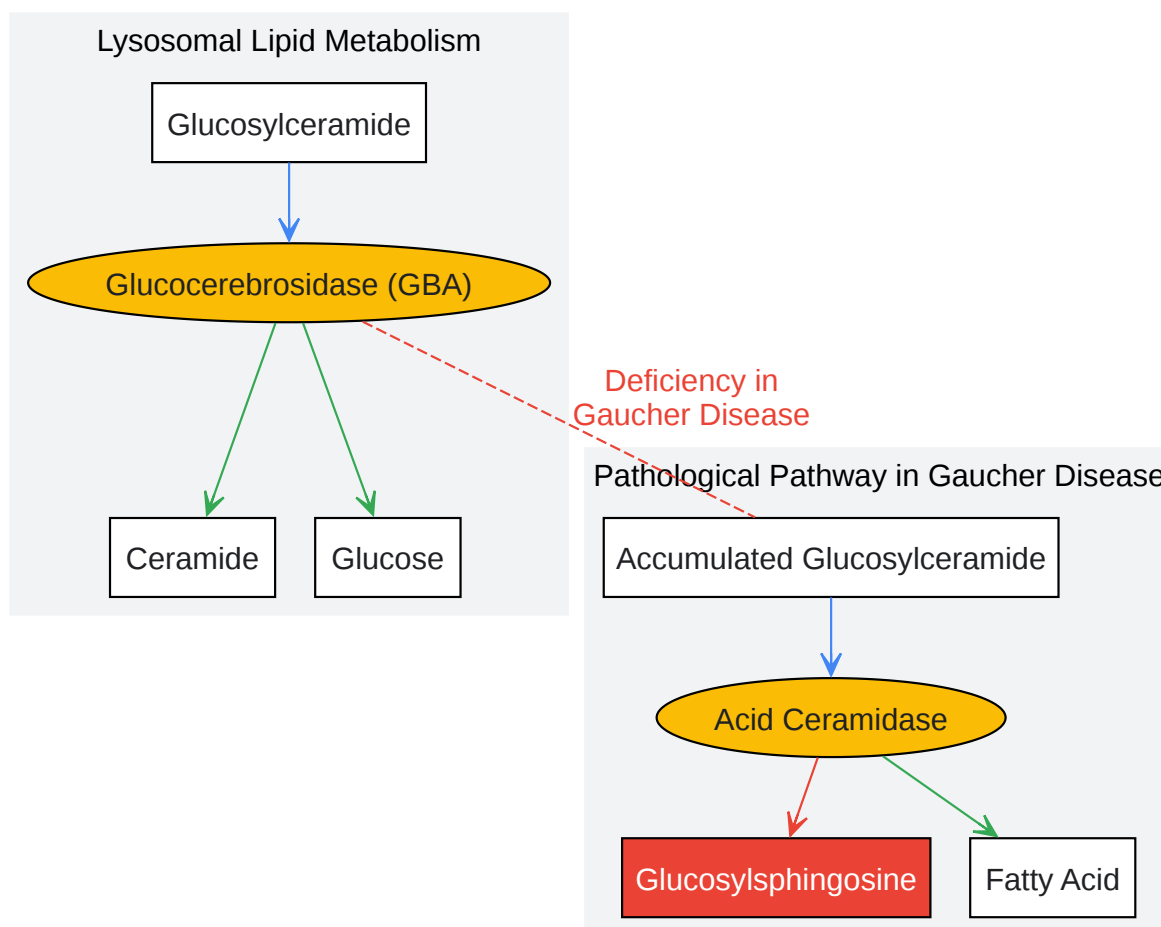 Lysosomal Lipid Metabolism
Glucosylceramide
Glucocerebrosidase (GBA)
Deficiency in
Gaucher Disease
Ceramide
Glucose
Pathological Pathway in Gaucher Disease
Accumulated Glucosylceramide
Acid Ceramidase
Glucosylsphingosine
Fatty Acid